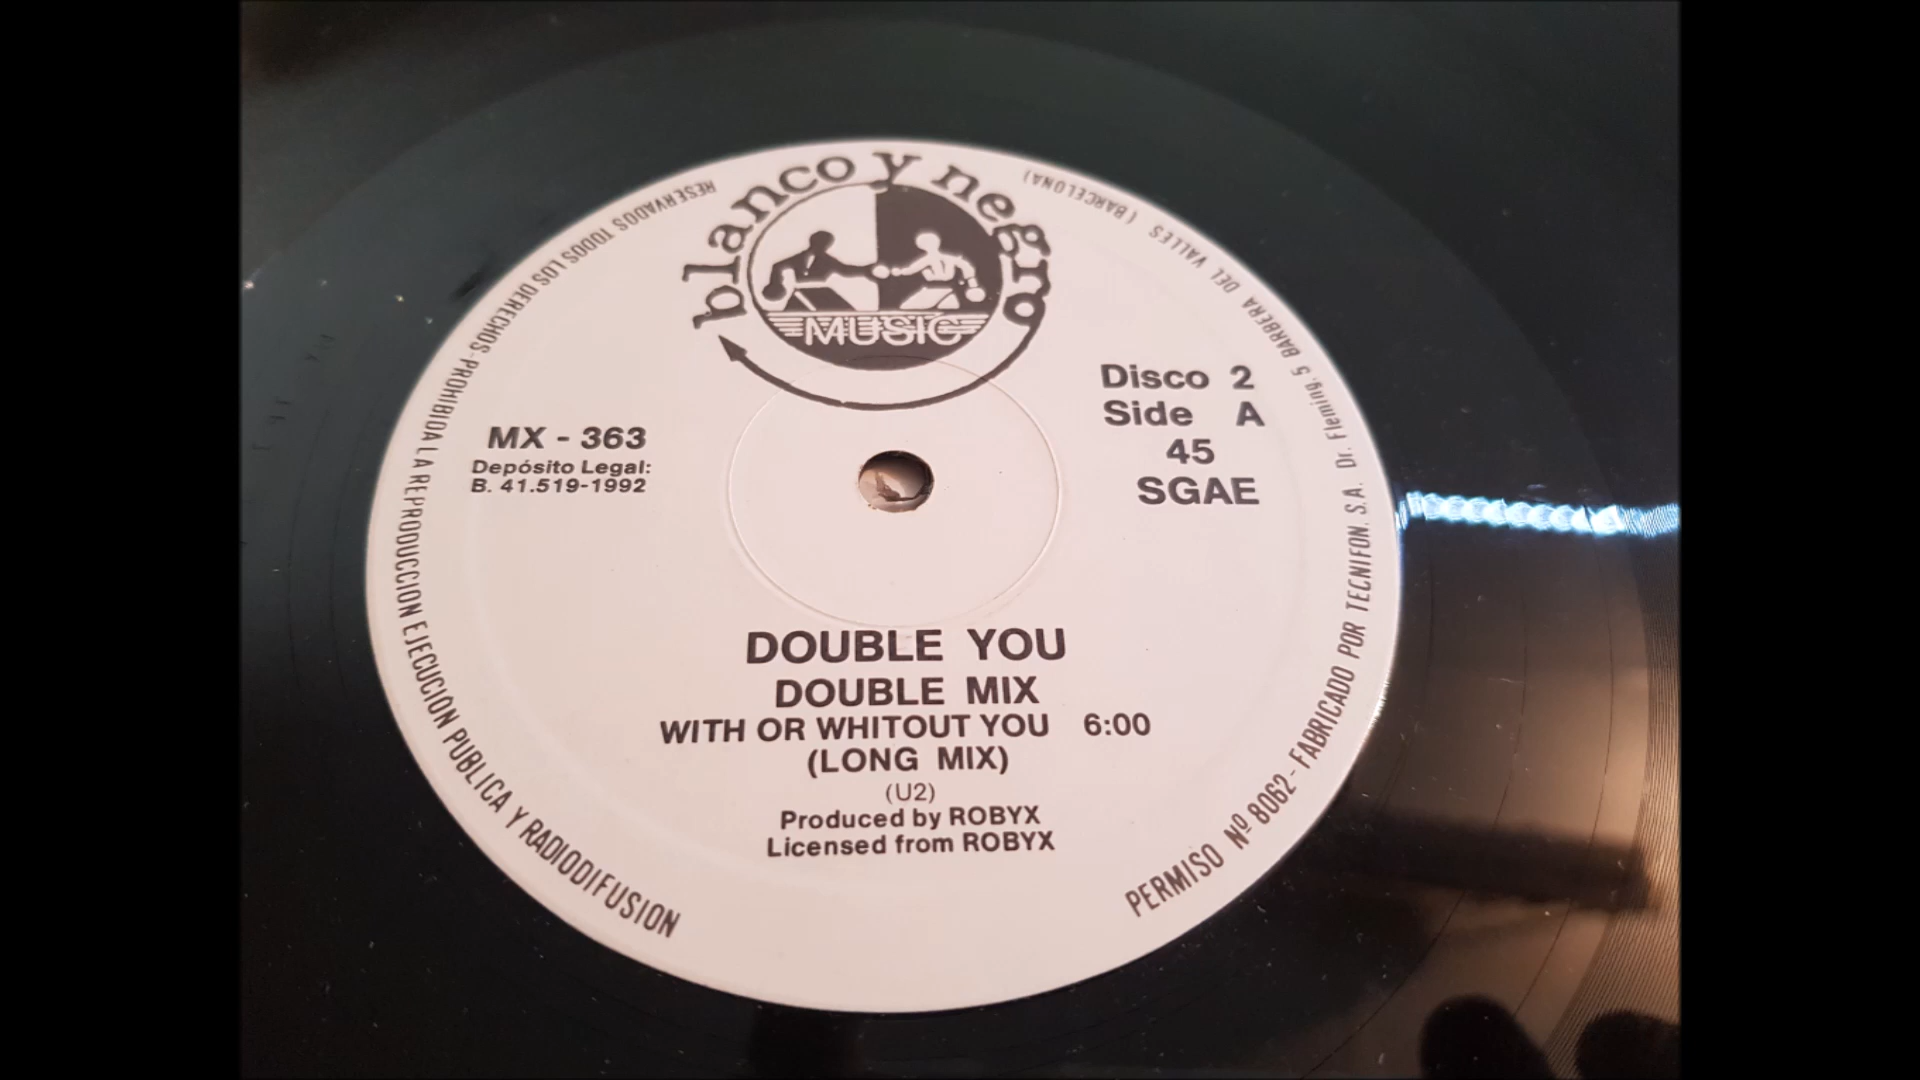 blanco y negro
MUSIC
MX - 363
Depósito Legal:
B. 41.519-1992
Disco 2
Side A
45
SGAE
DOUBLE YOU
DOUBLE MIX
WITH OR WHITOUT YOU 6:00
(LONG MIX)
(U2)
Produced by ROBYX
Licensed from ROBYX
RESERVADOS TODOS LOS DERECHOS-PROHIBIDA LA REPRODUCCION EJECUCIÓN PUBLICA Y RADIODIFUSION
PERMISO Nº 8062- FABRICADO POR TECNIFON, S.A. Dr. Fleming, 5 BARBERA DEL VALLES (BARCELONA)